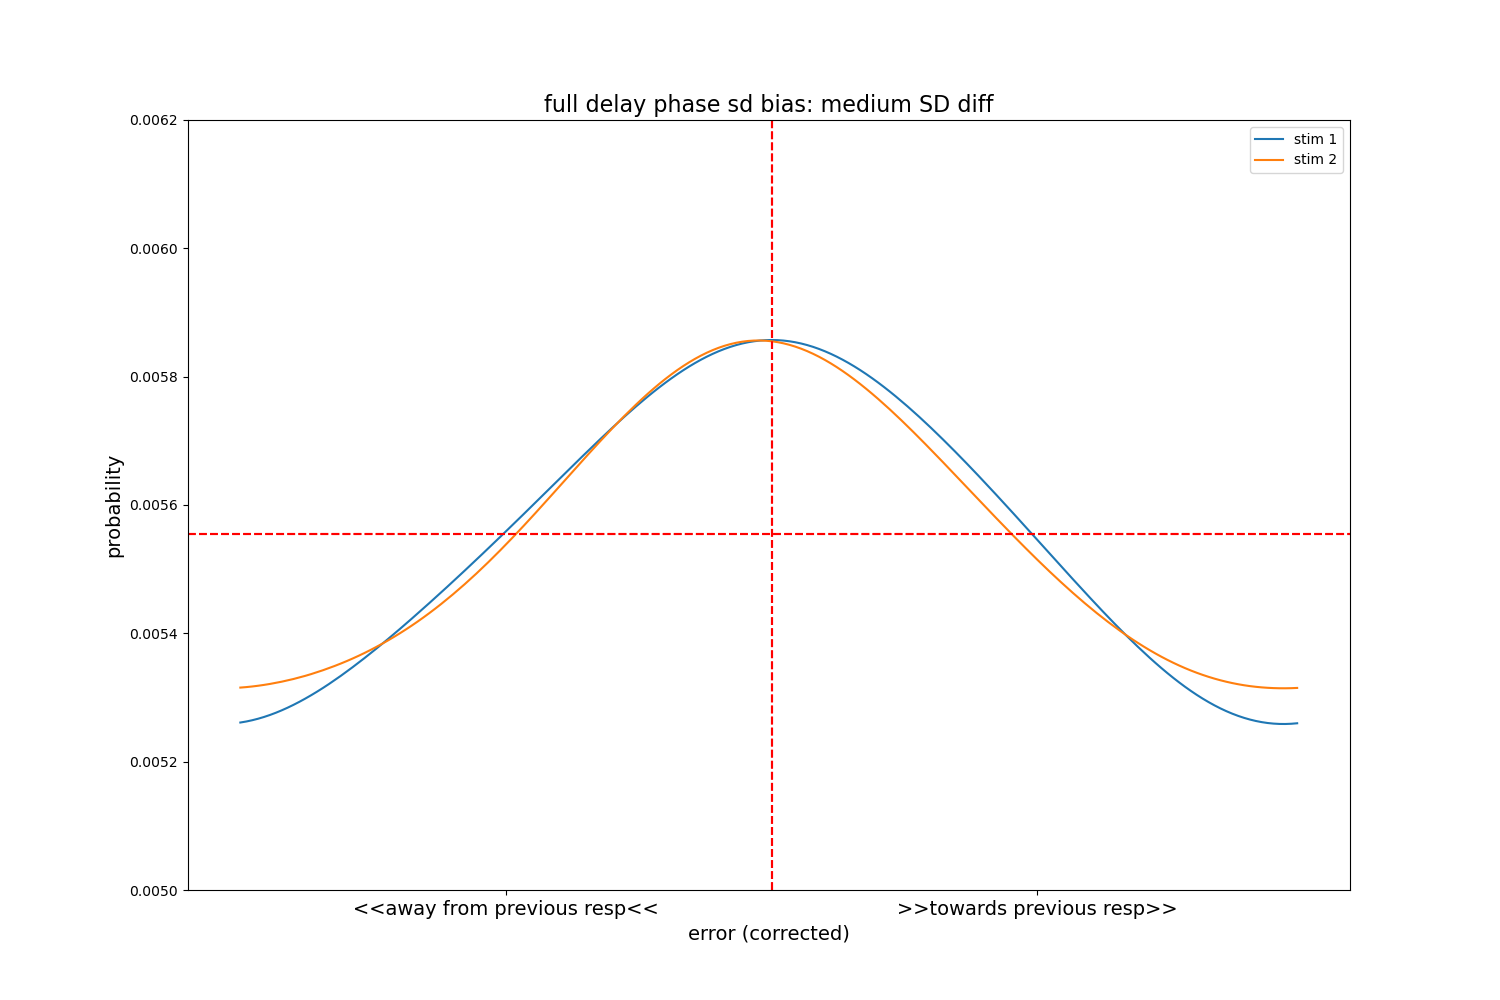 full delay phase sd bias: medium SD diff
stim 1
stim 2
0.0062
0.0060
0.0058
0.0056
0.0054
0.0052
0.0050
probability
<<away from previous resp<<
>>towards previous resp>>
error (corrected)